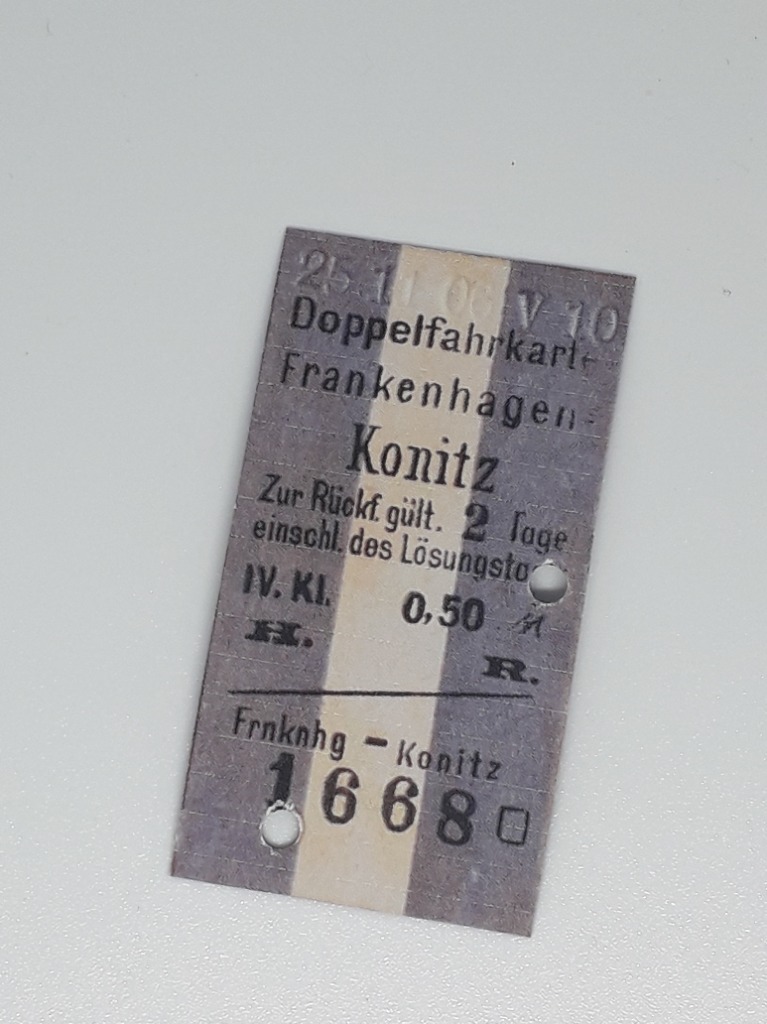 25.11 06 V 10
Doppelfahrkarte
Frankenhagen-
Konitz
Zur Rückf. gült. 2 Tage
einschl. des Lösungsta
IV. Kl. 0,50 M
H. R.
Frnknhg - Konitz
1668